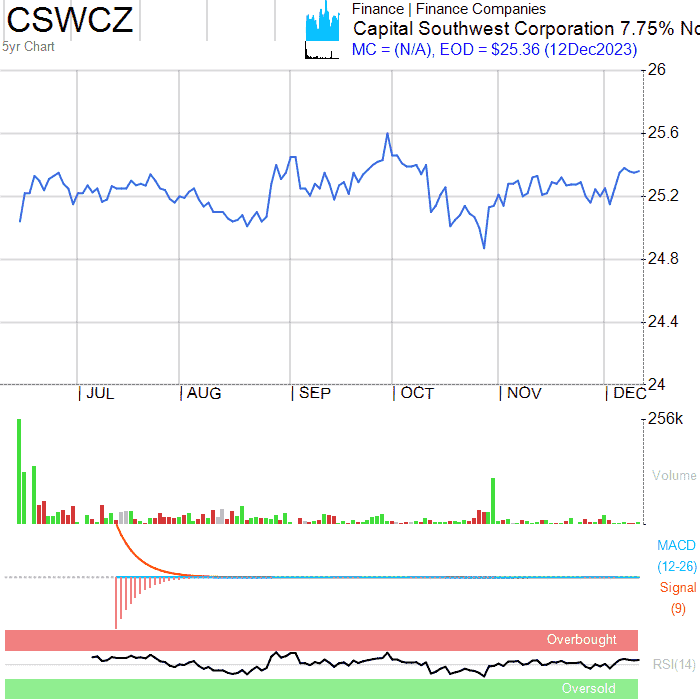 CSWCZ
5yr Chart
Finance | Finance Companies
Capital Southwest Corporation 7.75% No
MC = (N/A), EOD = $25.36 (12Dec2023)
26
25.6
25.2
24.8
24.4
24
JUL AUG SEP OCT NOV DEC
256k
Volume
MACD
(12-26)
Signal
(9)
Overbought
RSI(14)
Oversold